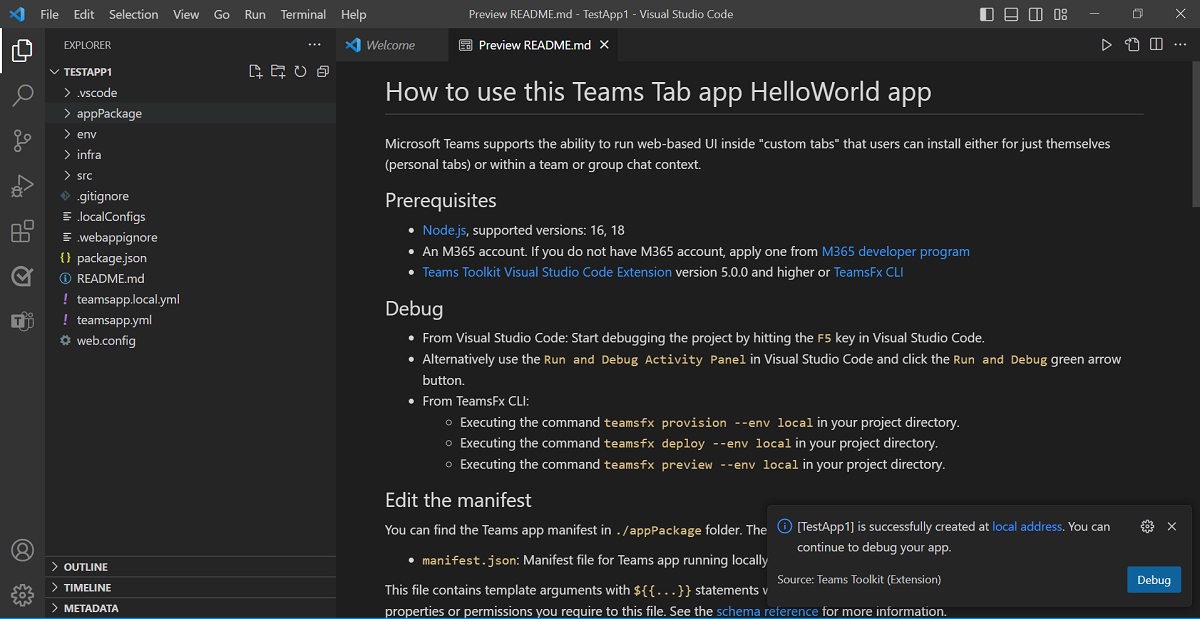 File Edit Selection View Go Run Terminal Help
Preview README.md - TestApp1 - Visual Studio Code
EXPLORER
TESTAPP1
.vscode
appPackage
env
infra
src
.gitignore
.localConfigs
.webappignore
package.json
README.md
teamsapp.local.yml
teamsapp.yml
web.config
OUTLINE
TIMELINE
METADATA
Welcome
Preview README.md
How to use this Teams Tab app HelloWorld app
Microsoft Teams supports the ability to run web-based UI inside "custom tabs" that users can install either for just themselves
(personal tabs) or within a team or group chat context.
Prerequisites
• Node.js, supported versions: 16, 18
• An M365 account. If you do not have M365 account, apply one from M365 developer program
• Teams Toolkit Visual Studio Code Extension version 5.0.0 and higher or TeamsFx CLI
Debug
• From Visual Studio Code: Start debugging the project by hitting the F5 key in Visual Studio Code.
• Alternatively use the Run and Debug Activity Panel in Visual Studio Code and click the Run and Debug green arrow
button.
• From TeamsFx CLI:
○ Executing the command teamsfx provision --env local in your project directory.
○ Executing the command teamsfx deploy --env local in your project directory.
○ Executing the command teamsfx preview --env local in your project directory.
Edit the manifest
You can find the Teams app manifest in ./appPackage folder. The
• manifest.json: Manifest file for Teams app running locally
This file contains template arguments with ${{...}} statements
properties or permissions you require to this file. See the schema reference for more information.
[TestApp1] is successfully created at local address. You can
continue to debug your app.
Source: Teams Toolkit (Extension)
Debug